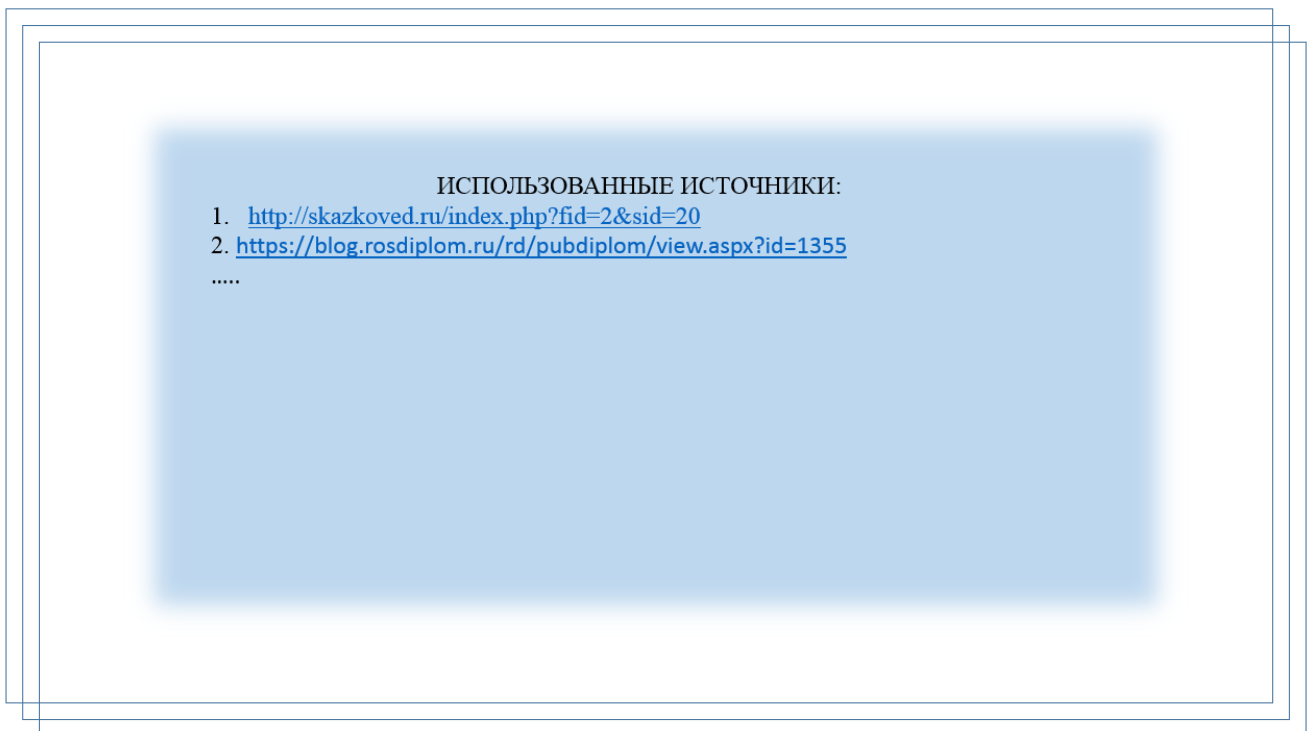 ИСПОЛЬЗОВАННЫЕ ИСТОЧНИКИ:
1. http://skazkoved.ru/index.php?fid=2&sid=20
2. https://blog.rosdiplom.ru/rd/pubdiplom/view.aspx?id=1355
.....